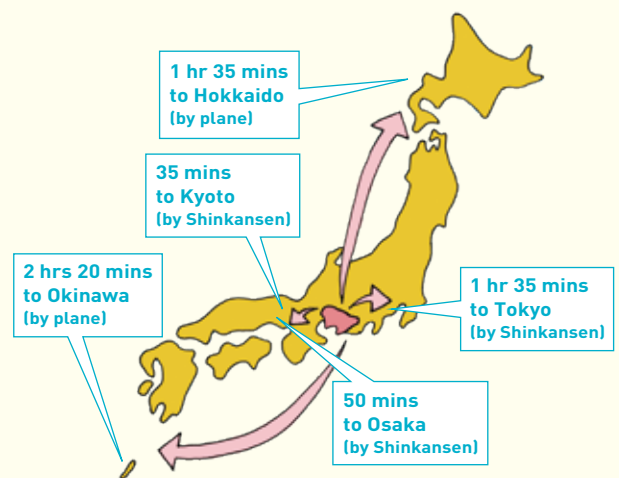 1 hr 35 mins
to Hokkaido
(by plane)
35 mins
to Kyoto
(by Shinkansen)
2 hrs 20 mins
to Okinawa
(by plane)
1 hr 35 mins
to Tokyo
(by Shinkansen)
50 mins
to Osaka
(by Shinkansen)